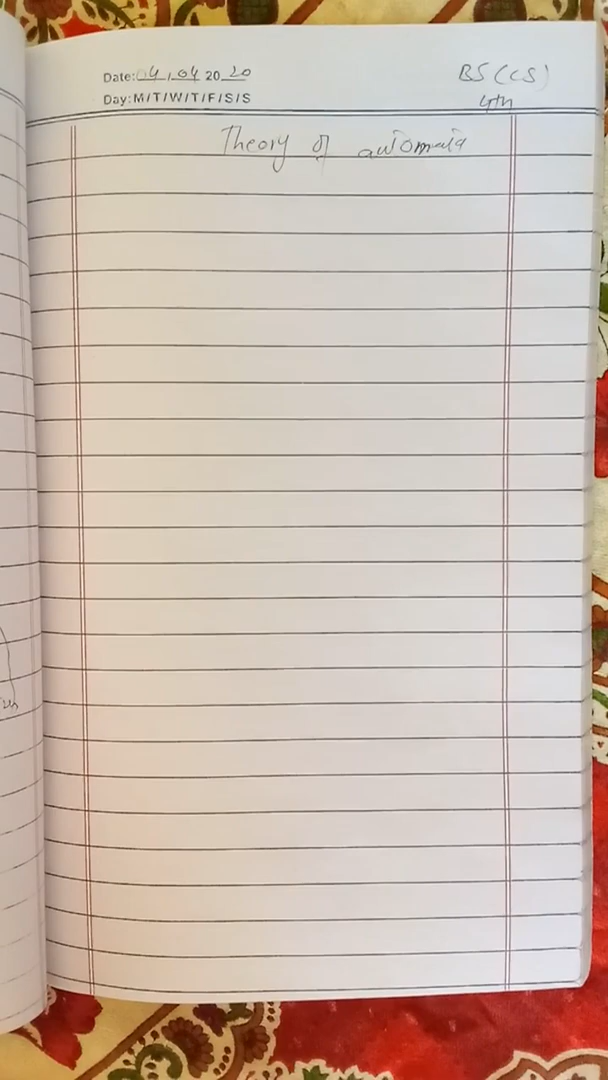 Date: 04, 04 20 20
BS (CS)
Day: M/T/W/T/F/S/S
4th
Theory of automata